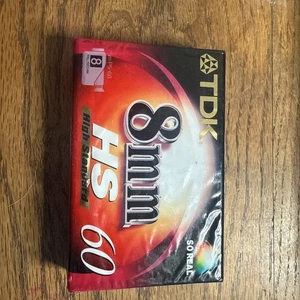 TDK
8
8mm
HS
High Standard
60
SO REAL